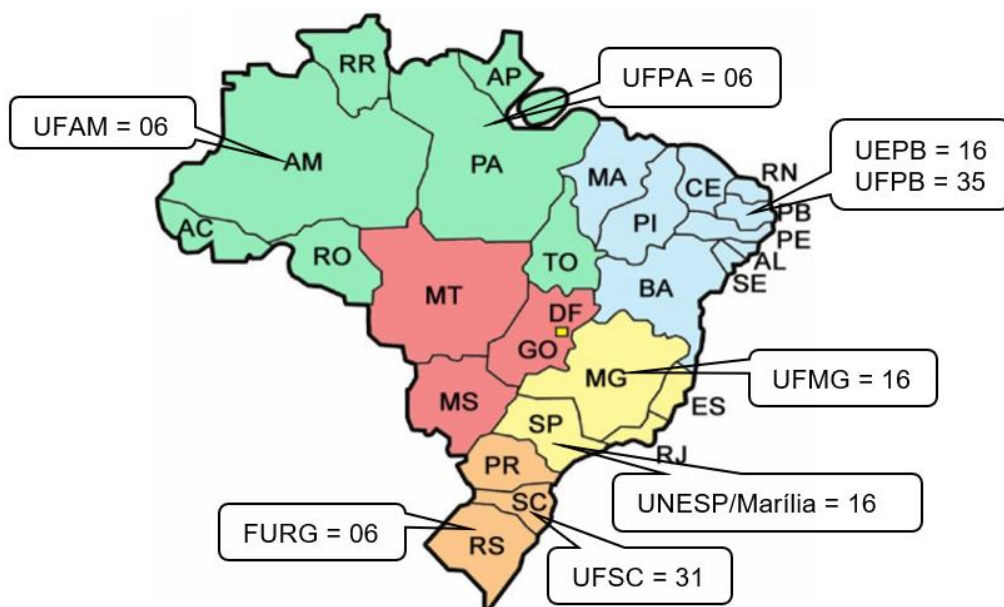 RR
AP
UFPA = 06
UFAM = 06
AM
PA
UEPB = 16
UFPB = 35
MA
CE
RN
PI
PB
PE
AC
RO
TO
AL
SE
BA
MT
DF
GO
MG
UFMG = 16
MS
ES
SP
RJ
PR
UNESP/Marília = 16
SC
FURG = 06
RS
UFSC = 31